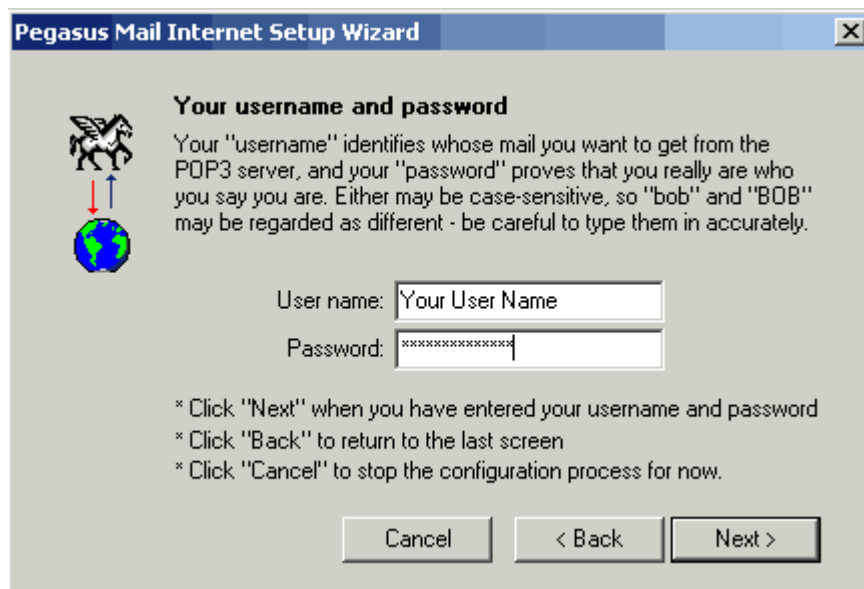 Pegasus Mail Internet Setup Wizard
Your username and password
Your "username" identifies whose mail you want to get from the
POP3 server, and your "password" proves that you really are who
you say you are. Either may be case-sensitive, so "bob" and "BOB"
may be regarded as different - be careful to type them in accurately.
User name: Your User Name
Password: **************
* Click "Next" when you have entered your username and password
* Click "Back" to return to the last screen
* Click "Cancel" to stop the configuration process for now.
Cancel < Back Next >